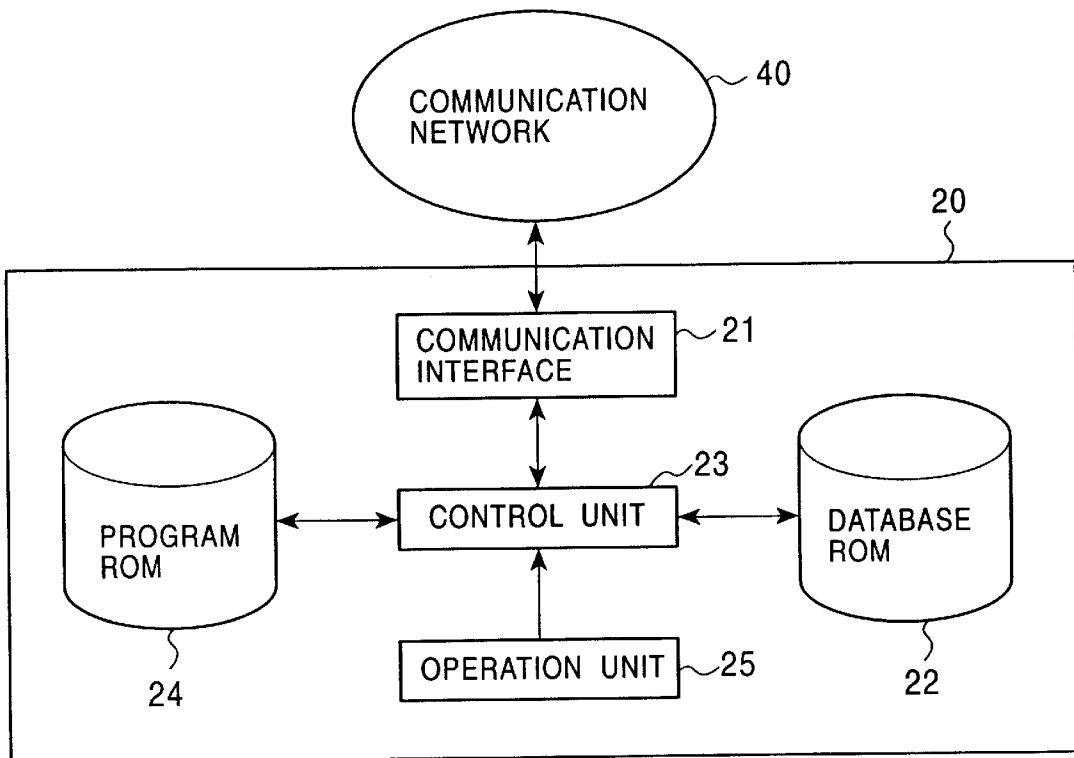 COMMUNICATION
NETWORK
40
20
COMMUNICATION
INTERFACE
21
PROGRAM
ROM
24
CONTROL UNIT
23
DATABASE
ROM
22
OPERATION UNIT
25